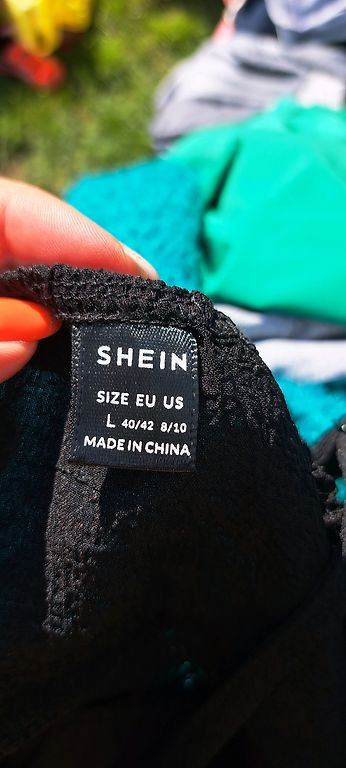 SHEIN
SIZE EU US
L 40/42 8/10
MADE IN CHINA